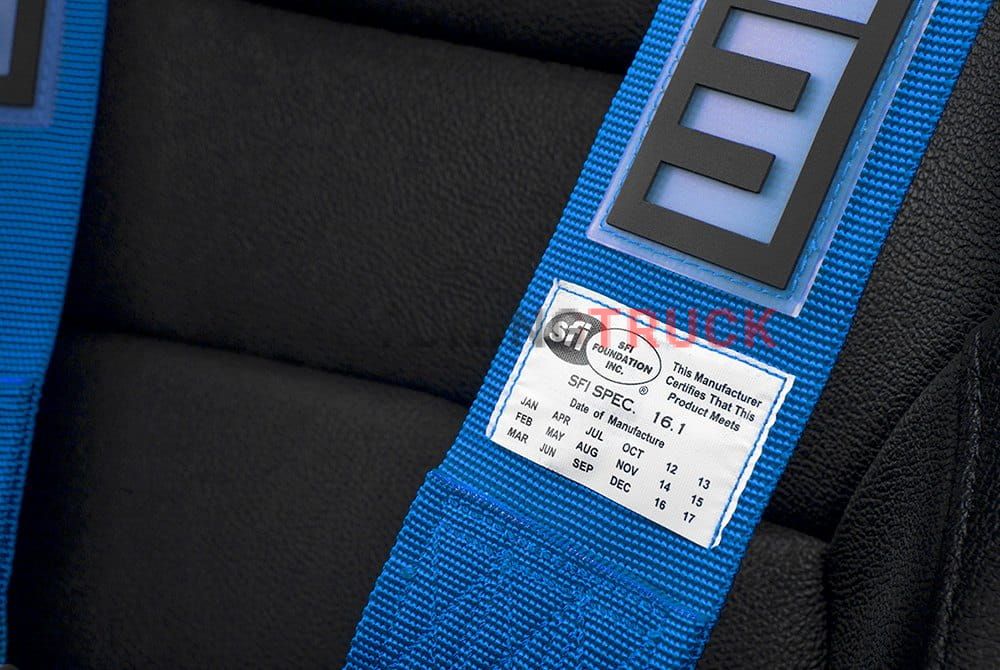 TRUCK
sfi
SFI
FOUNDATION
INC.
®
This Manufacturer
Certifies That This
Product Meets
SFI SPEC. 16.1
Date of Manufacture
JAN APR JUL OCT 12 13
FEB MAY AUG NOV 14 15
MAR JUN SEP DEC 16 17